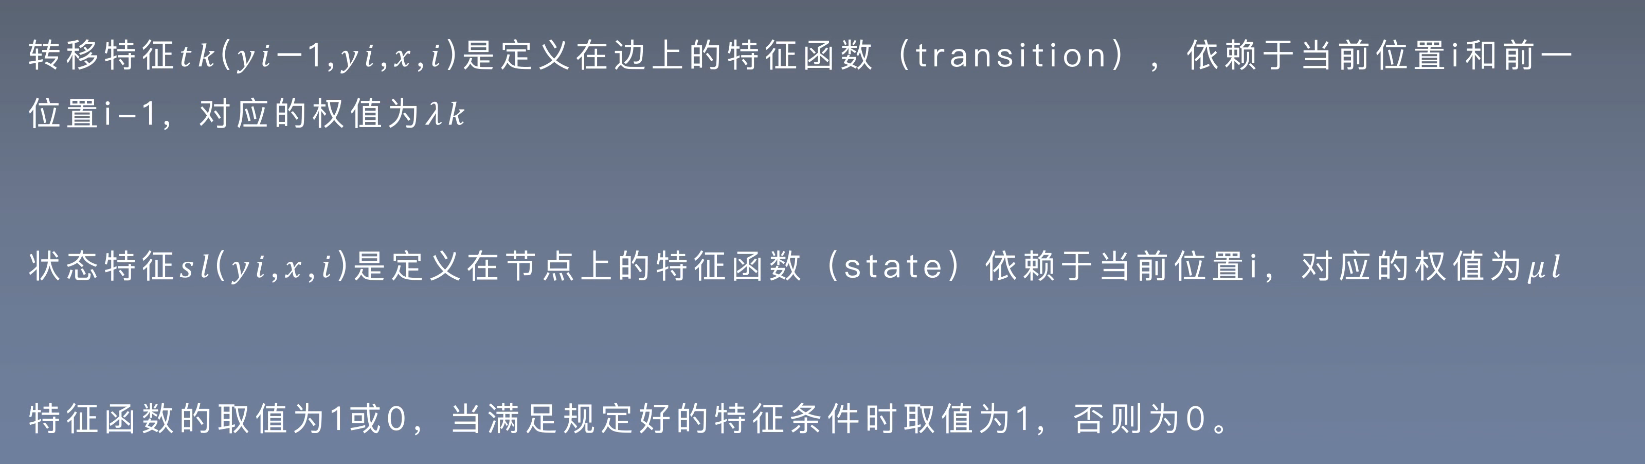 转移特征tk(yi−1,yi,x,i)是定义在边上的特征函数（transition），依赖于当前位置i和前一
位置i-1，对应的权值为λk
状态特征sl(yi,x,i)是定义在节点上的特征函数（state）依赖于当前位置i，对应的权值为μl
特征函数的取值为1或0，当满足规定好的特征条件时取值为1，否则为0。